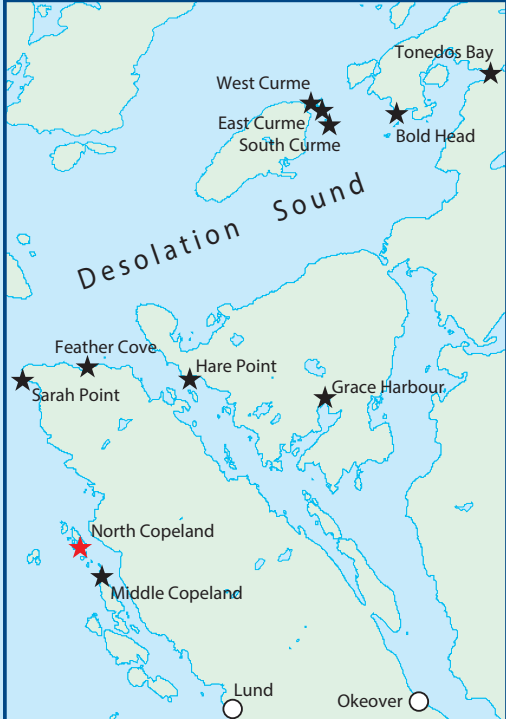 Tonedos Bay
West Curme
East Curme
South Curme
Bold Head
Desolation Sound
Feather Cove
Hare Point
Sarah Point
Grace Harbour
North Copeland
Middle Copeland
Lund
Okeover